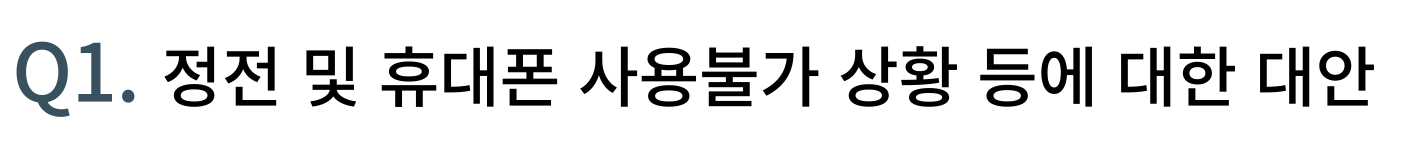 Q1. 정전 및 휴대폰 사용불가 상황 등에 대한 대안